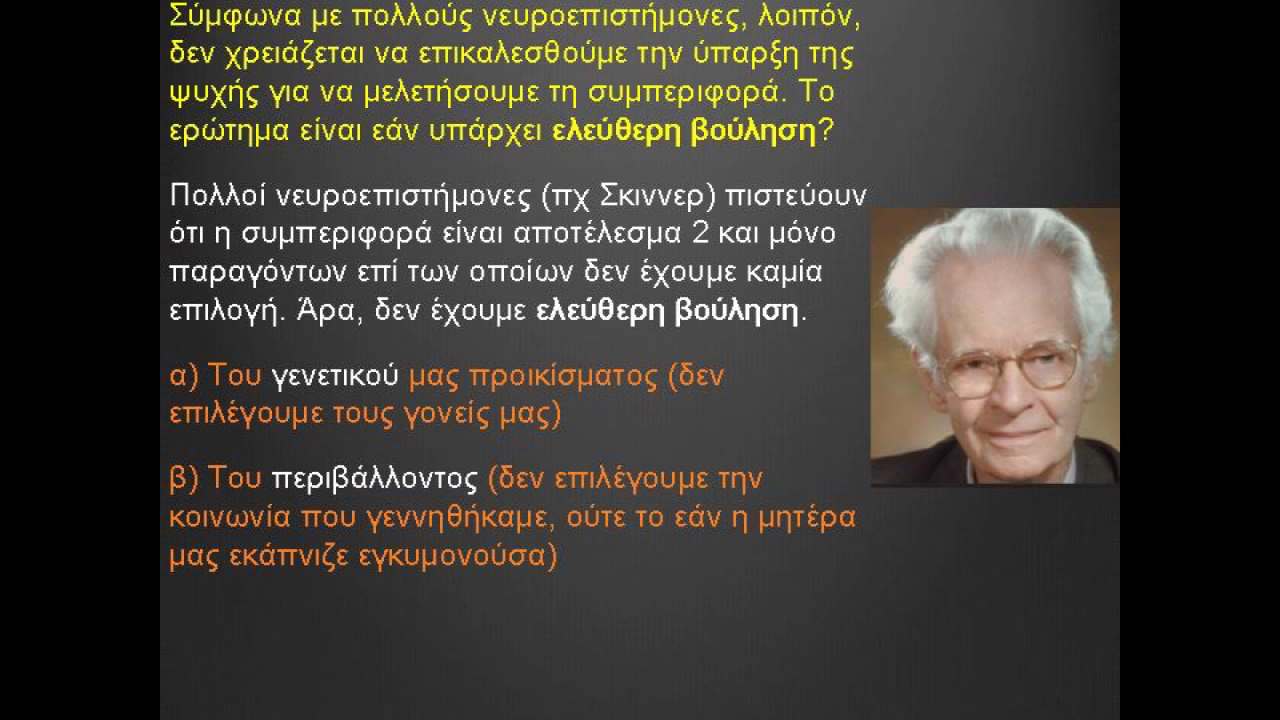 Σύμφωνα με πολλούς νευροεπιστήμονες, λοιπόν,
δεν χρειάζεται να επικαλεσθούμε την ύπαρξη της
ψυχής για να μελετήσουμε τη συμπεριφορά. Το
ερώτημα είναι εάν υπάρχει ελεύθερη βούληση?
Πολλοί νευροεπιστήμονες (πχ Σκιννερ) πιστεύουν
ότι η συμπεριφορά είναι αποτέλεσμα 2 και μόνο
παραγόντων επί των οποίων δεν έχουμε καμία
επιλογή. Άρα, δεν έχουμε ελεύθερη βούληση.
α) Του γενετικού μας προικίσματος (δεν
επιλέγουμε τους γονείς μας)
β) Του περιβάλλοντος (δεν επιλέγουμε την
κοινωνία που γεννηθήκαμε, ούτε το εάν η μητέρα
μας εκάπνιζε εγκυμονούσα)